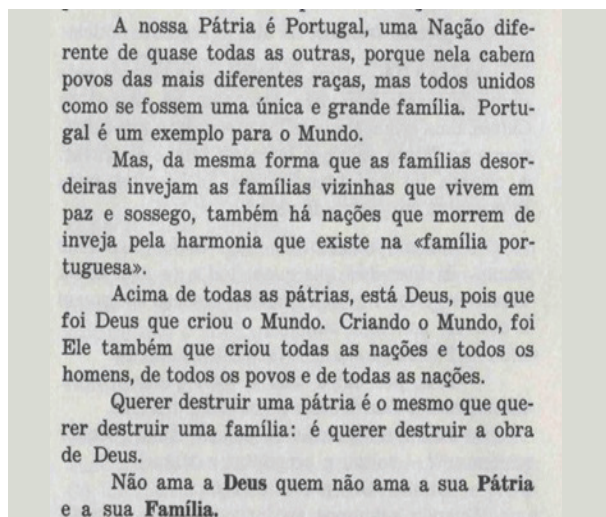 A nossa Pátria é Portugal, uma Nação dife-
rente de quase todas as outras, porque nela cabem
povos das mais diferentes raças, mas todos unidos
como se fossem uma única e grande família. Portu-
gal é um exemplo para o Mundo.
Mas, da mesma forma que as famílias desor-
deiras invejam as famílias vizinhas que vivem em
paz e sossego, também há nações que morrem de
inveja pela harmonia que existe na «família por-
tuguesa».
Acima de todas as pátrias, está Deus, pois que
foi Deus que criou o Mundo. Criando o Mundo, foi
Ele também que criou todas as nações e todos os
homens, de todos os povos e de todas as nações.
Querer destruir uma pátria é o mesmo que que-
rer destruir uma família: é querer destruir a obra
de Deus.
Não ama a Deus quem não ama a sua Pátria
e a sua Família.